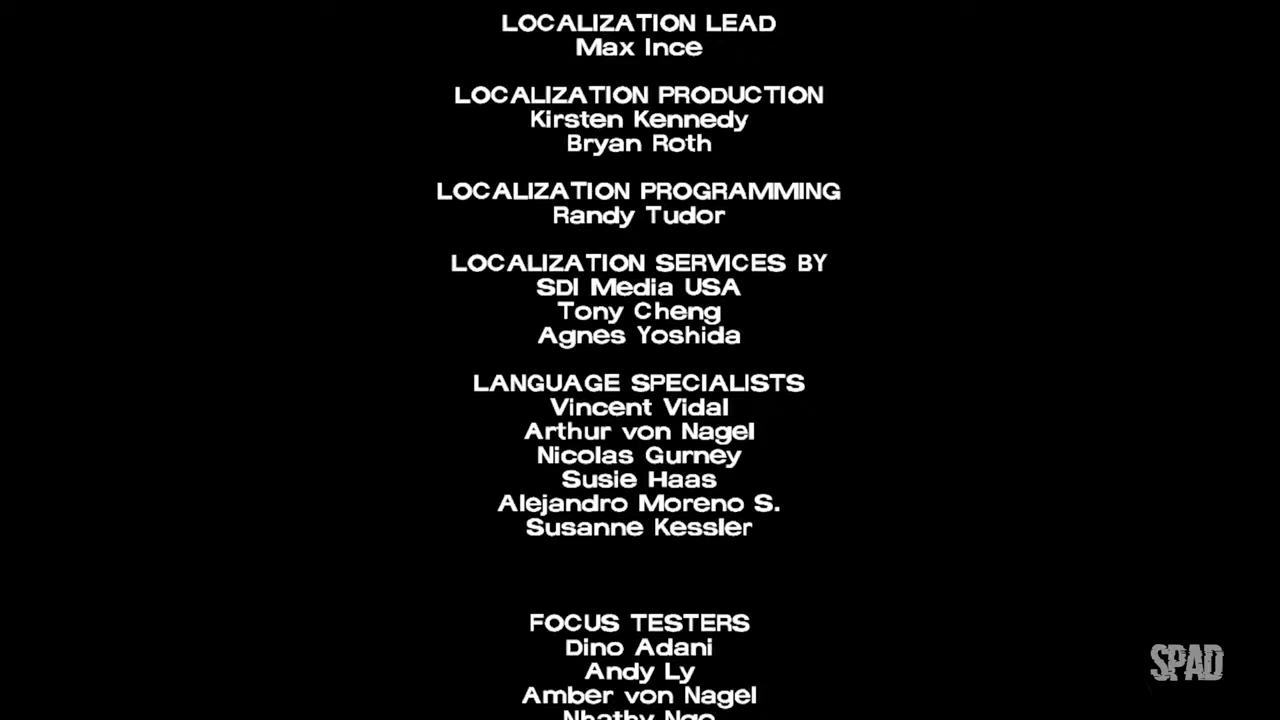 LOCALIZATION LEAD
Max Ince
LOCALIZATION PRODUCTION
Kirsten Kennedy
Bryan Roth
LOCALIZATION PROGRAMMING
Randy Tudor
LOCALIZATION SERVICES BY
SDI Media USA
Tony Cheng
Agnes Yoshida
LANGUAGE SPECIALISTS
Vincent Vidal
Arthur von Nagel
Nicolas Gurney
Susie Haas
Alejandro Moreno S.
Susanne Kessler
FOCUS TESTERS
Dino Adani
Andy Ly
Amber von Nagel
Nhathy Ngo
SPAD